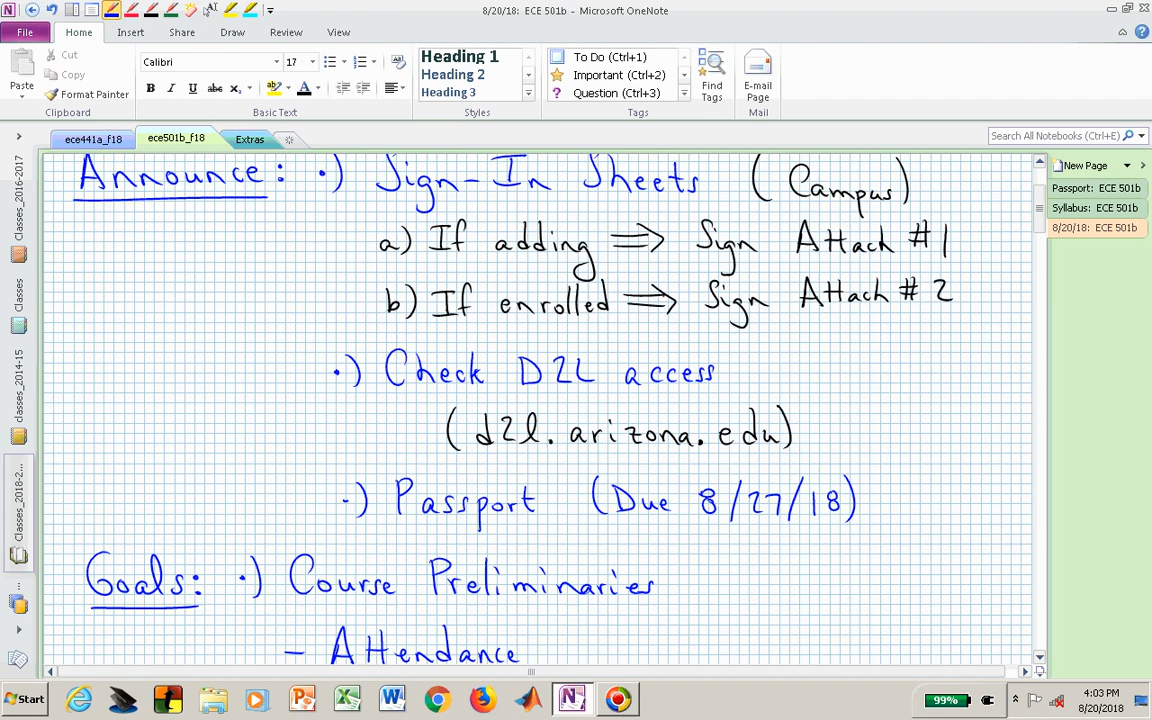 8/20/18: ECE 501b - Microsoft OneNote
File Home Insert Share Draw Review View
Cut
Copy
Format Painter
Paste
Clipboard
Calibri 17
B I U abc x₂ A
Basic Text
Heading 1
Heading 2
Heading 3
Styles
To Do (Ctrl+1)
Important (Ctrl+2)
Question (Ctrl+3)
Tags
Find Tags
E-mail Page
Mail
ece441a_f18 ece501b_f18 Extras
Search All Notebooks (Ctrl+E)
New Page
Passport: ECE 501b
Syllabus: ECE 501b
8/20/18: ECE 501b
Classes_2016-2017
Classes
classes_2014-15
Classes_2018-2...
Announce: •) Sign-In Sheets (Campus)
a) If adding ⟹ Sign Attach #1
b) If enrolled ⟹ Sign Attach #2
•) Check D2L access
(d2l.arizona.edu)
•) Passport (Due 8/27/18)
Goals: •) Course Preliminaries
- Attendance
Start
99%
4:03 PM
8/20/2018